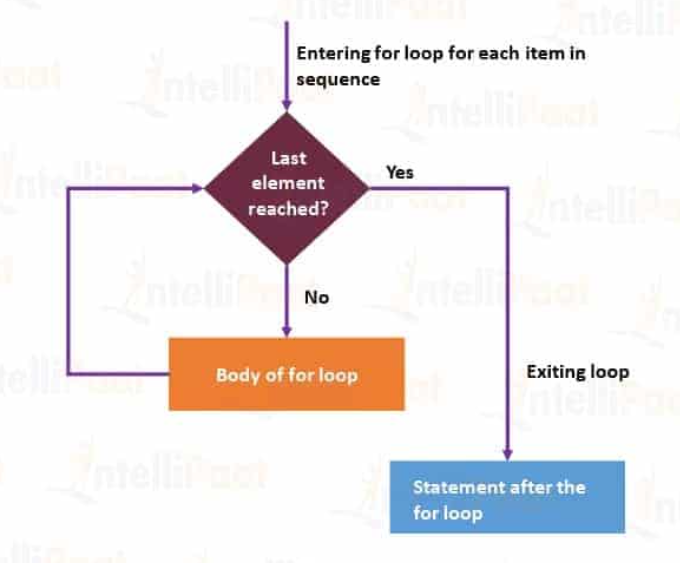 Entering for loop for each item in
sequence
Last
element
reached?
Yes
No
Body of for loop
Exiting loop
Statement after the
for loop